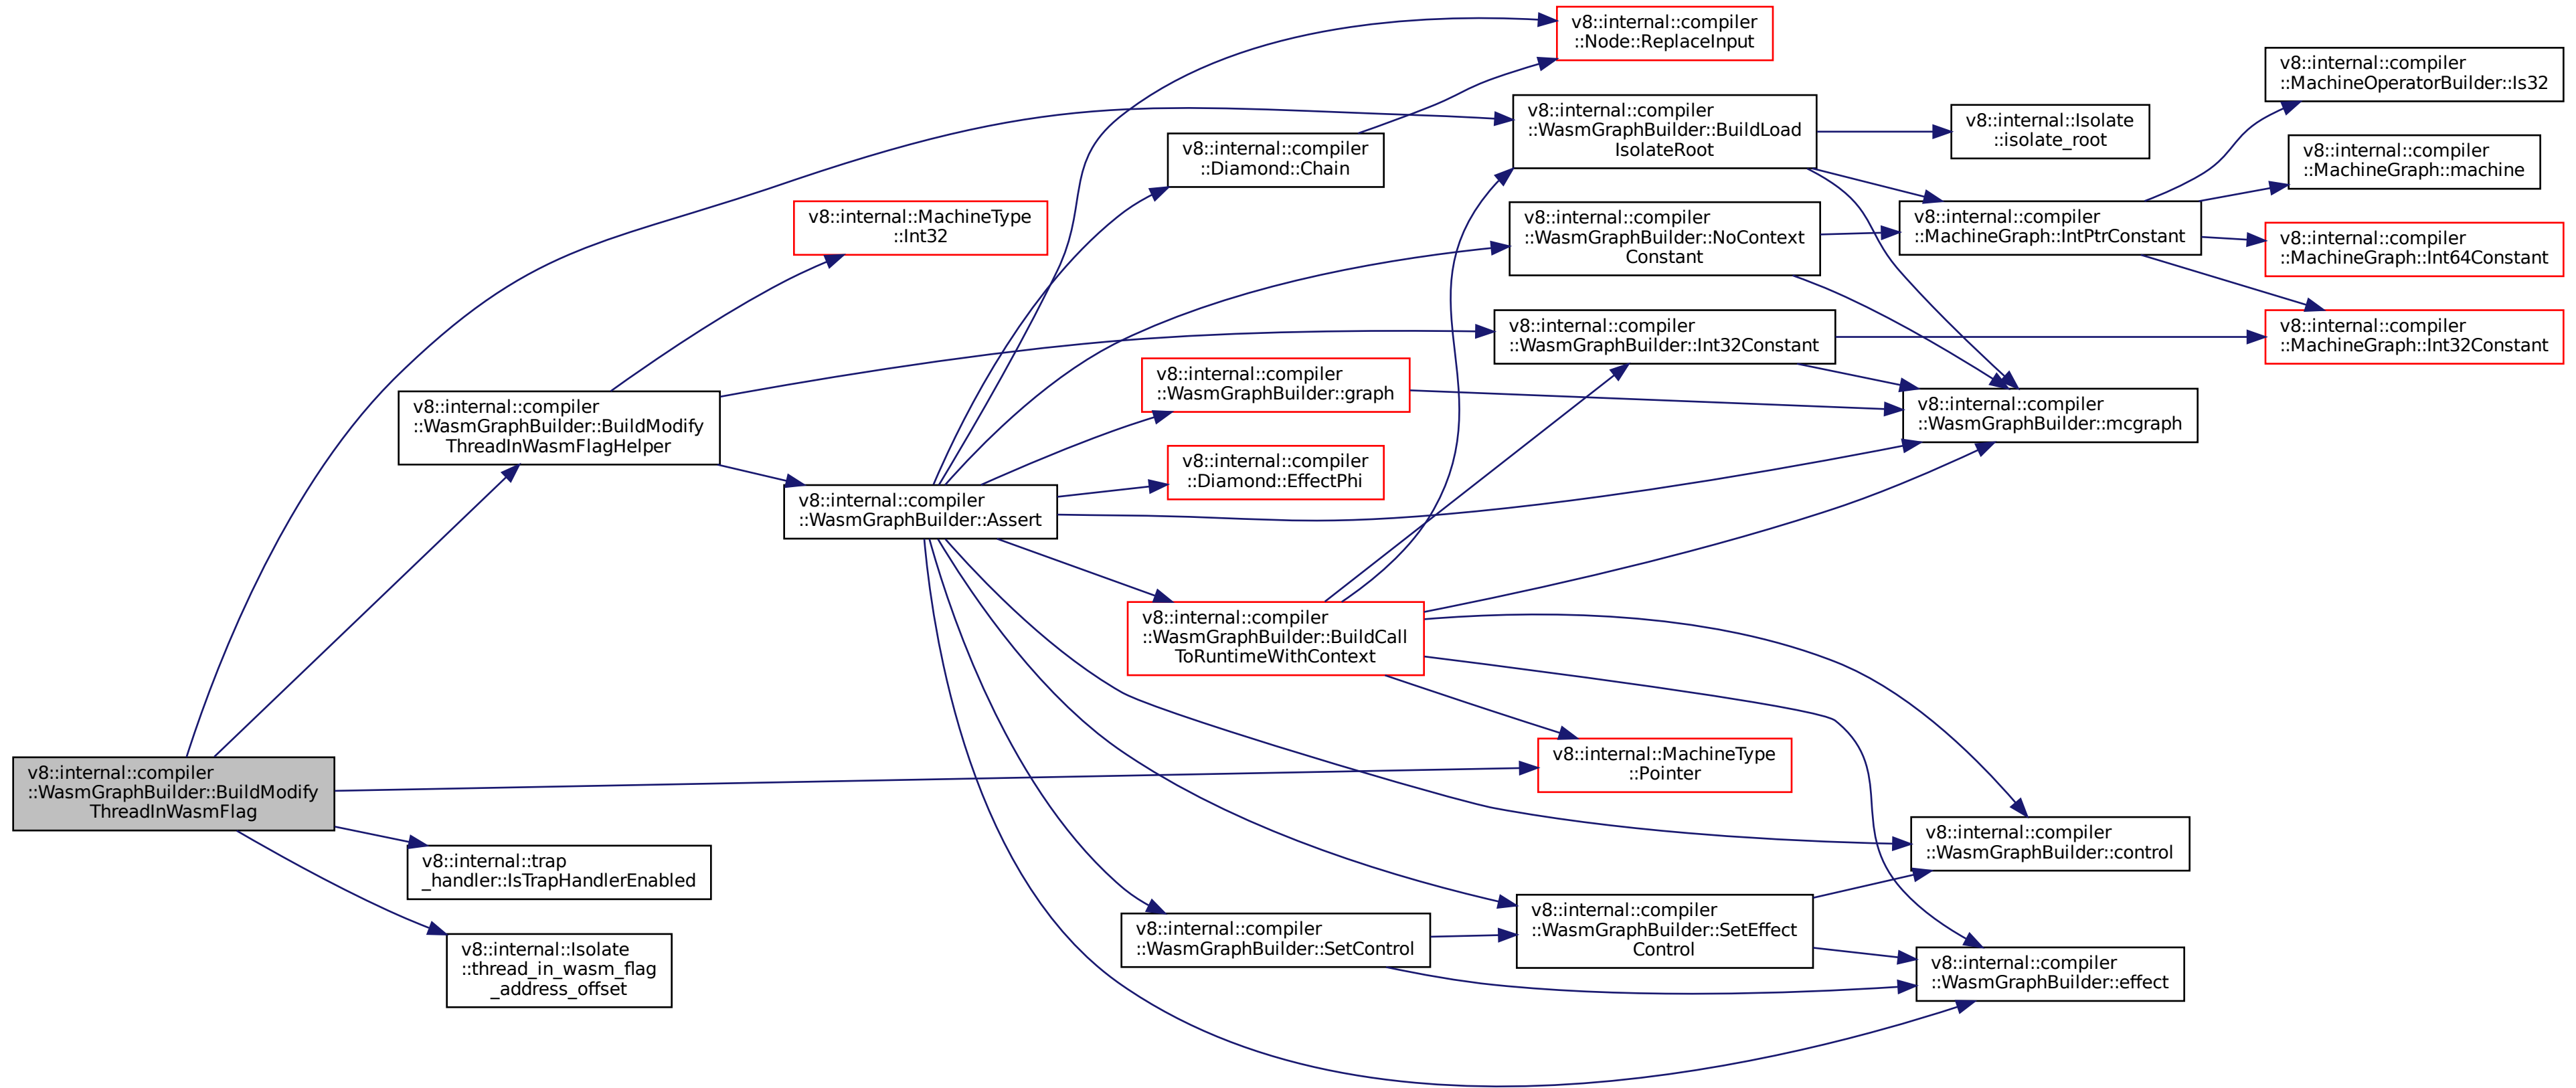 v8::internal::compiler
::Node::ReplaceInput
v8::internal::compiler
::MachineOperatorBuilder::Is32
v8::internal::compiler
::WasmGraphBuilder::BuildLoad
IsolateRoot
v8::internal::Isolate
::isolate_root
v8::internal::compiler
::Diamond::Chain
v8::internal::compiler
::MachineGraph::machine
v8::internal::MachineType
::Int32
v8::internal::compiler
::WasmGraphBuilder::NoContext
Constant
v8::internal::compiler
::MachineGraph::IntPtrConstant
v8::internal::compiler
::MachineGraph::Int64Constant
v8::internal::compiler
::WasmGraphBuilder::Int32Constant
v8::internal::compiler
::MachineGraph::Int32Constant
v8::internal::compiler
::WasmGraphBuilder::graph
v8::internal::compiler
::WasmGraphBuilder::mcgraph
v8::internal::compiler
::WasmGraphBuilder::BuildModify
ThreadInWasmFlagHelper
v8::internal::compiler
::Diamond::EffectPhi
v8::internal::compiler
::WasmGraphBuilder::Assert
v8::internal::compiler
::WasmGraphBuilder::BuildCall
ToRuntimeWithContext
v8::internal::MachineType
::Pointer
v8::internal::compiler
::WasmGraphBuilder::BuildModify
ThreadInWasmFlag
v8::internal::compiler
::WasmGraphBuilder::control
v8::internal::trap
_handler::IsTrapHandlerEnabled
v8::internal::compiler
::WasmGraphBuilder::SetEffect
Control
v8::internal::compiler
::WasmGraphBuilder::SetControl
v8::internal::Isolate
::thread_in_wasm_flag
_address_offset
v8::internal::compiler
::WasmGraphBuilder::effect